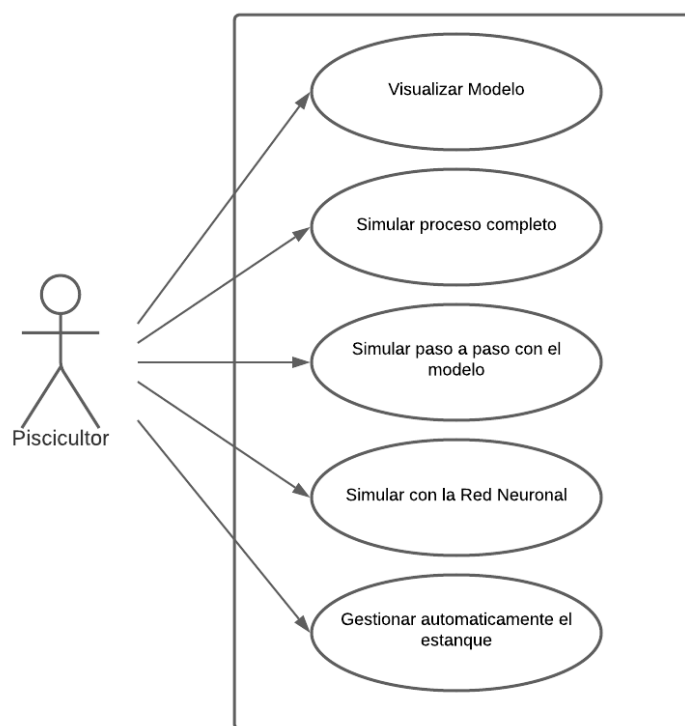 Visualizar Modelo
Simular proceso completo
Simular paso a paso con el
modelo
Piscicultor
Simular con la Red Neuronal
Gestionar automaticamente el
estanque